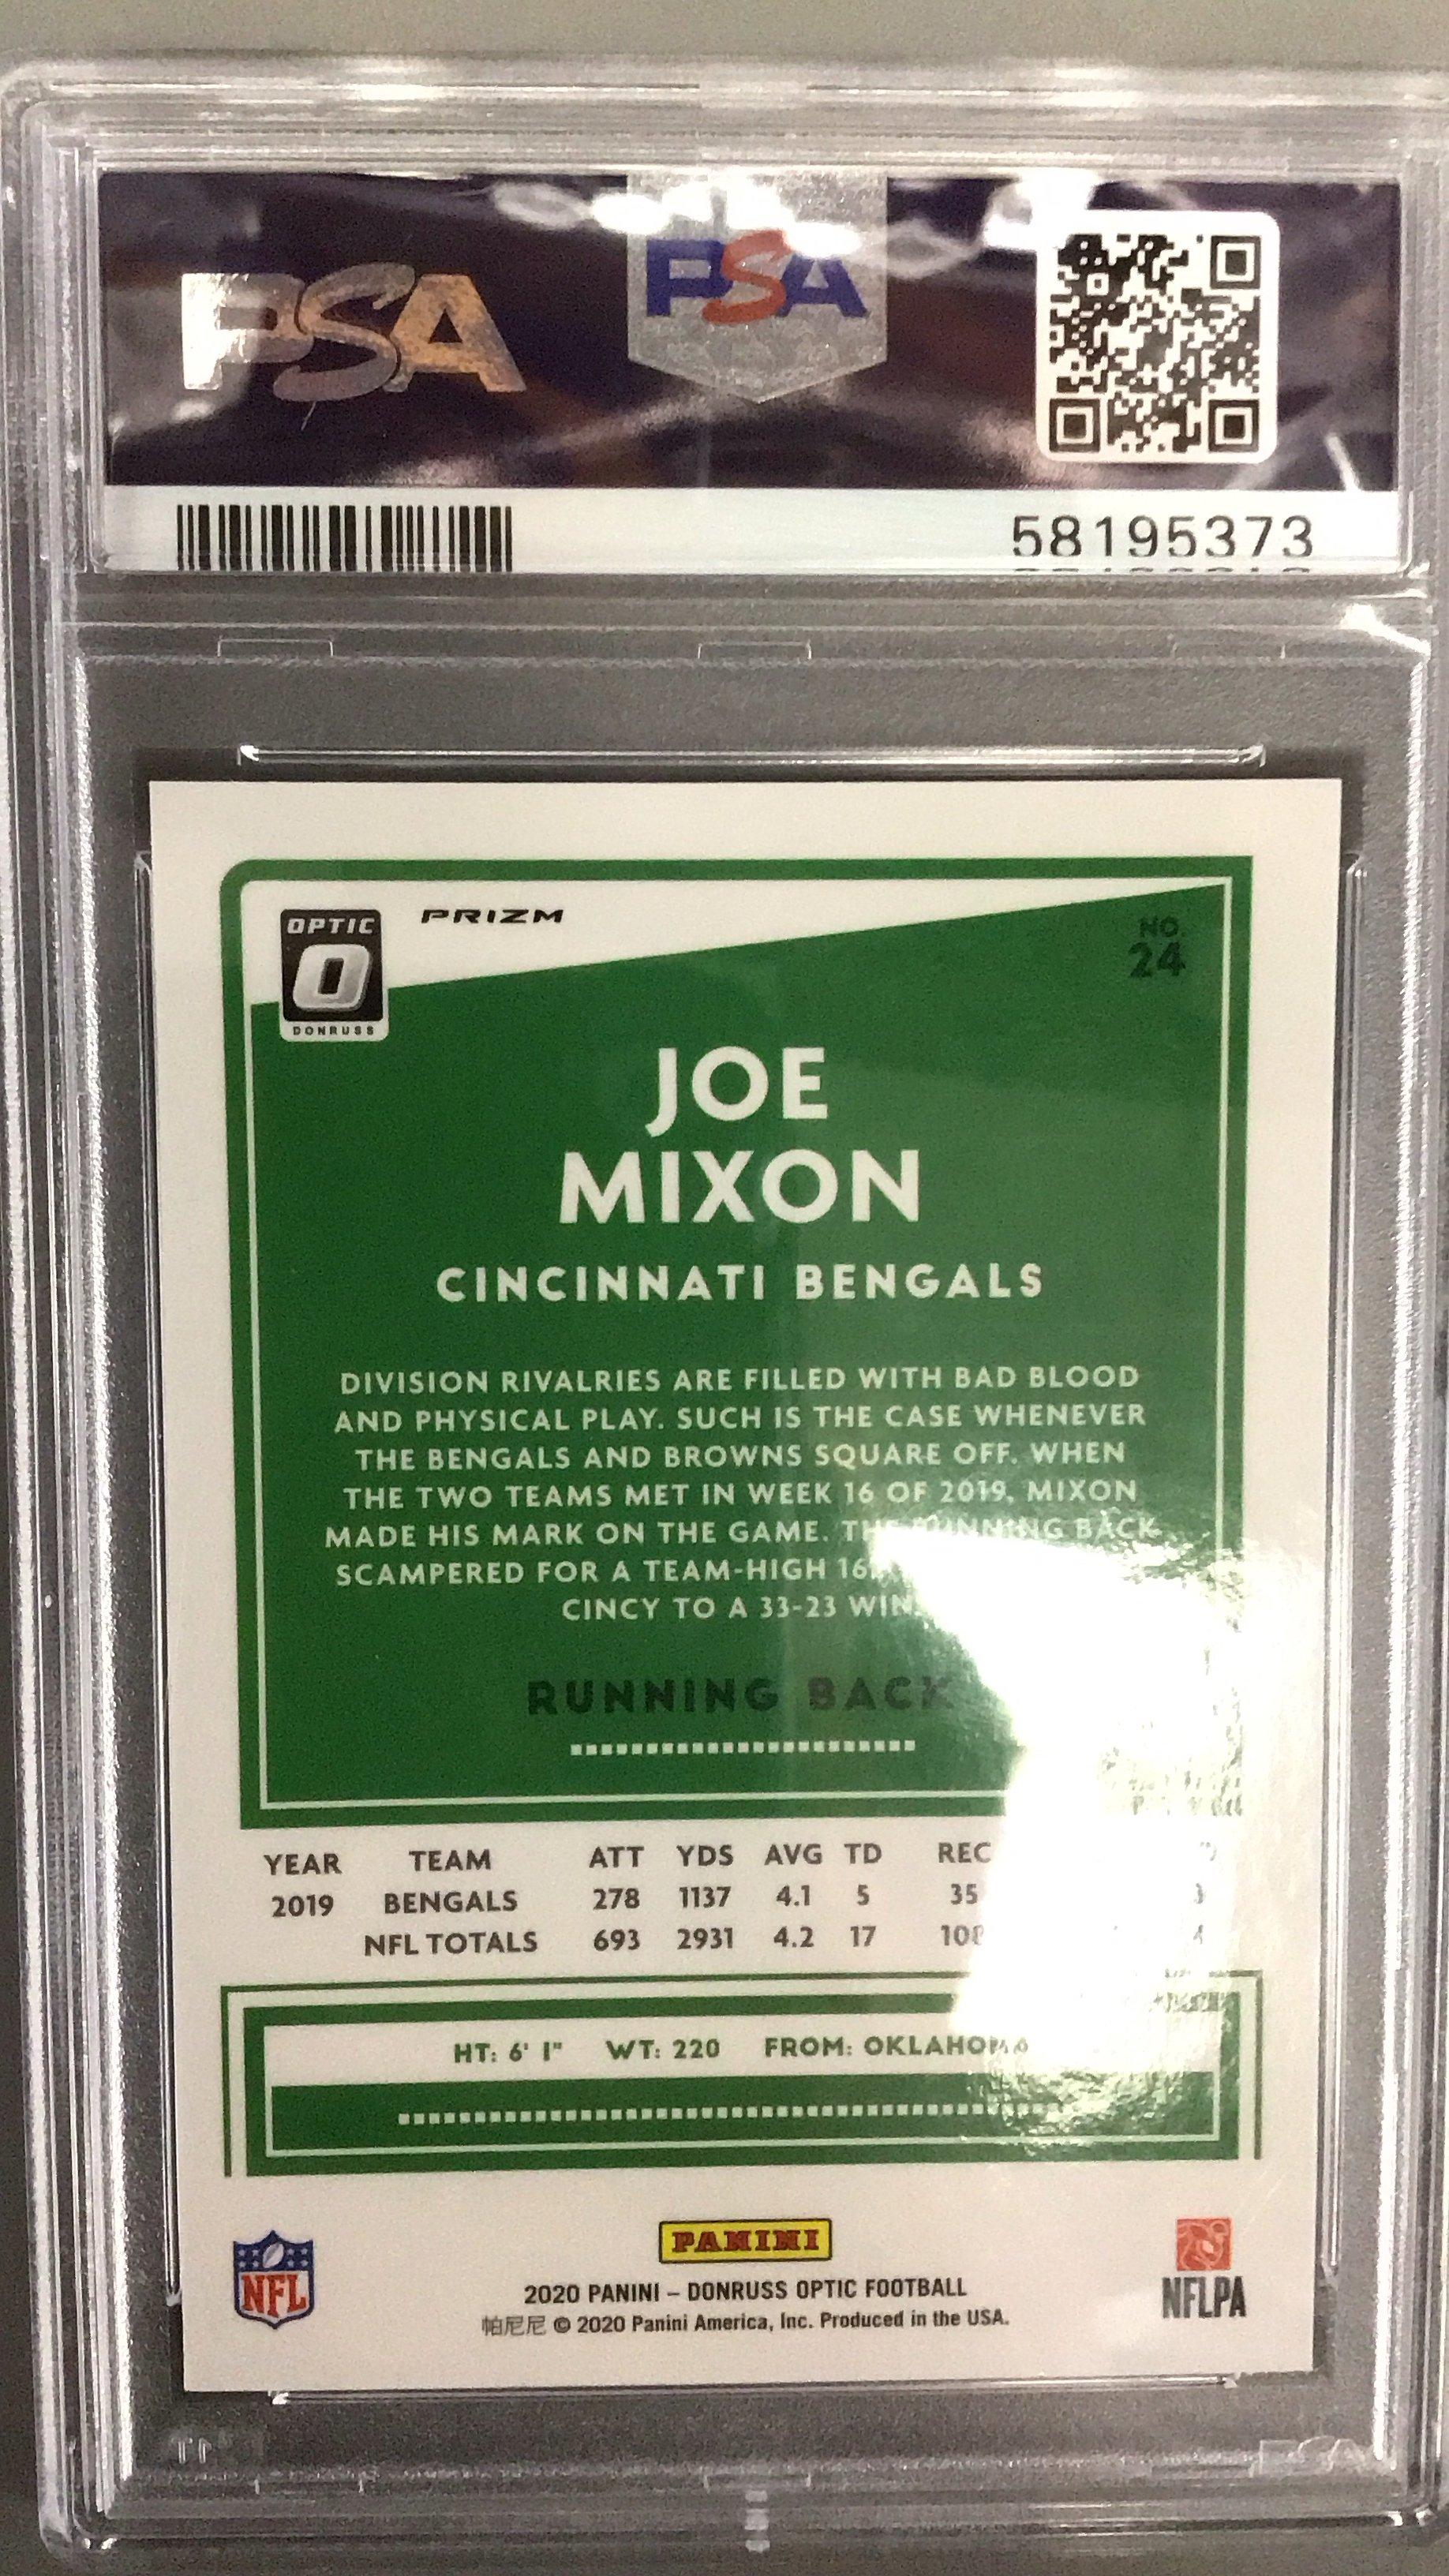 PSA
PSA
58195373
OPTIC
O
DONRUSS
PRIZM
NO.
24
JOE
MIXON
CINCINNATI BENGALS
DIVISION RIVALRIES ARE FILLED WITH BAD BLOOD
AND PHYSICAL PLAY. SUCH IS THE CASE WHENEVER
THE BENGALS AND BROWNS SQUARE OFF. WHEN
THE TWO TEAMS MET IN WEEK 16 OF 2019, MIXON
MADE HIS MARK ON THE GAME. THE RUNNING BACK
SCAMPERED FOR A TEAM-HIGH
CINCY TO A 33-23 WIN.
RUNNING BACK
YEAR TEAM ATT YDS AVG TD REC
2019 BENGALS 278 1137 4.1 5 35
NFL TOTALS 693 2931 4.2 17
HT: 6' 1" WT: 220 FROM: OKLAHOMA
PANINI
NFL
2020 PANINI – DONRUSS OPTIC FOOTBALL
帕尼尼 © 2020 Panini America, Inc. Produced in the USA.
NFLPA